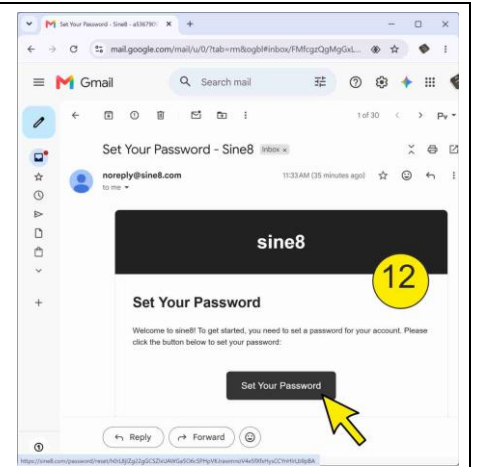 Set Your Password - Sine8 -
mail.google.com/mail/u/0/?tab=rm&ogbl#inbox/
Gmail
Search mail
1 of 30
Set Your Password - Sine8 Inbox ×
noreply@sine8.com 11:33 AM (35 minutes ago)
to me
sine8
12
Set Your Password
Welcome to sine8! To get started, you need to set a password for your account. Please
click the button below to set your password:
Set Your Password
Reply Forward